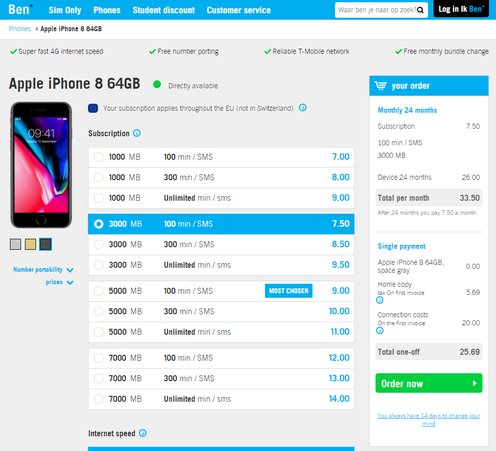 Ben
Sim Only
Phones
Student discount
Customer service
Waar ben je naar op zoek?
Log in Ik Ben
Phones > Apple iPhone 8 64GB
Super fast 4G internet speed
Free number porting
Reliable T-Mobile network
Free monthly bundle change
Apple iPhone 8 64GB
Directly available
Your subscription applies throughout the EU (not in Switzerland)
09:41
Number portability
prices
Subscription
1000 MB 100 min / SMS 7.00
1000 MB 300 min / SMS 8.00
1000 MB Unlimited min / sms 9.00
3000 MB 100 min / SMS 7.50
3000 MB 300 min / SMS 8.50
3000 MB Unlimited min / sms 9.50
5000 MB 100 min / SMS MOST CHOSEN 9.00
5000 MB 300 min / SMS 10.00
5000 MB Unlimited min / sms 11.00
7000 MB 100 min / SMS 12.00
7000 MB 300 min / SMS 13.00
7000 MB Unlimited min / sms 14.00
Internet speed
your order
Monthly 24 months
Subscription 7.50
100 min / SMS
3000 MB
Device 24 months 26.00
Total per month 33.50
After 24 months you pay 7.50 a month
Single payment
Apple iPhone 8 64GB, 0.00
space gray
Home copy 5.69
tax On first invoice
Connection costs 20.00
On the first invoice
Total one-off 25.69
Order now
You always have 14 days to change your
mind